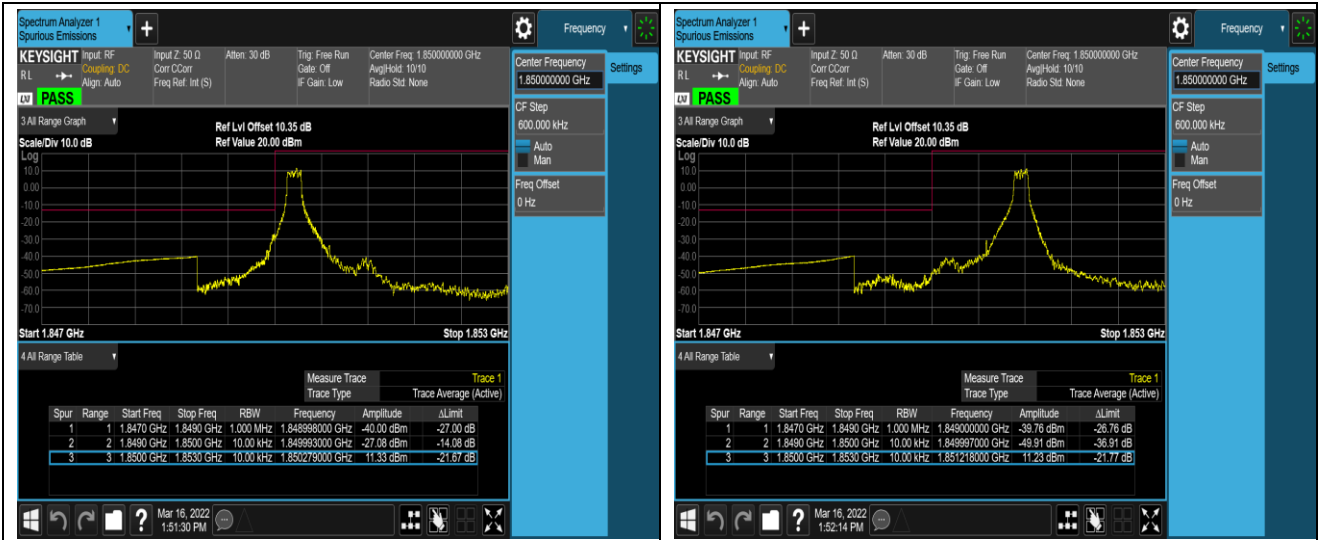 Spectrum Analyzer 1
Spurious Emissions
+
Frequency
KEYSIGHT Input: RF Input Z: 50 Ω Atten: 30 dB Trig: Free Run Center Freq: 1.850000000 GHz
RL Coupling: DC Corr CCorr Gate: Off Avg|Hold: 10/10
Align: Auto Freq Ref: Int (S) IF Gain: Low Radio Std: None
LXI PASS
Center Frequency
1.850000000 GHz
Settings
CF Step
600.000 kHz
Auto
Man
Freq Offset
0 Hz
3 All Range Graph
Ref Lvl Offset 10.35 dB
Scale/Div 10.0 dB Ref Value 20.00 dBm
Log
10.0
0.00
-10.0
-20.0
-30.0
-40.0
-50.0
-60.0
-70.0
Start 1.847 GHz Stop 1.853 GHz
4 All Range Table
Measure Trace Trace 1
Trace Type Trace Average (Active)
Spur Range Start Freq Stop Freq RBW Frequency Amplitude ΔLimit
1 1 1.8470 GHz 1.8490 GHz 1.000 MHz 1.848998000 GHz -40.00 dBm -27.00 dB
2 2 1.8490 GHz 1.8500 GHz 10.00 kHz 1.849993000 GHz -27.08 dBm -14.08 dB
3 3 1.8500 GHz 1.8530 GHz 10.00 kHz 1.850279000 GHz 11.33 dBm -21.67 dB
?
Mar 16, 2022
1:51:30 PM
Spectrum Analyzer 1
Spurious Emissions
+
Frequency
KEYSIGHT Input: RF Input Z: 50 Ω Atten: 30 dB Trig: Free Run Center Freq: 1.850000000 GHz
RL Coupling: DC Corr CCorr Gate: Off Avg|Hold: 10/10
Align: Auto Freq Ref: Int (S) IF Gain: Low Radio Std: None
LXI PASS
Center Frequency
1.850000000 GHz
Settings
CF Step
600.000 kHz
Auto
Man
Freq Offset
0 Hz
3 All Range Graph
Ref Lvl Offset 10.35 dB
Scale/Div 10.0 dB Ref Value 20.00 dBm
Log
10.0
0.00
-10.0
-20.0
-30.0
-40.0
-50.0
-60.0
-70.0
Start 1.847 GHz Stop 1.853 GHz
4 All Range Table
Measure Trace Trace 1
Trace Type Trace Average (Active)
Spur Range Start Freq Stop Freq RBW Frequency Amplitude ΔLimit
1 1 1.8470 GHz 1.8490 GHz 1.000 MHz 1.849000000 GHz -39.76 dBm -26.76 dB
2 2 1.8490 GHz 1.8500 GHz 10.00 kHz 1.849997000 GHz -49.91 dBm -36.91 dB
3 3 1.8500 GHz 1.8530 GHz 10.00 kHz 1.851218000 GHz 11.23 dBm -21.77 dB
?
Mar 16, 2022
1:52:14 PM